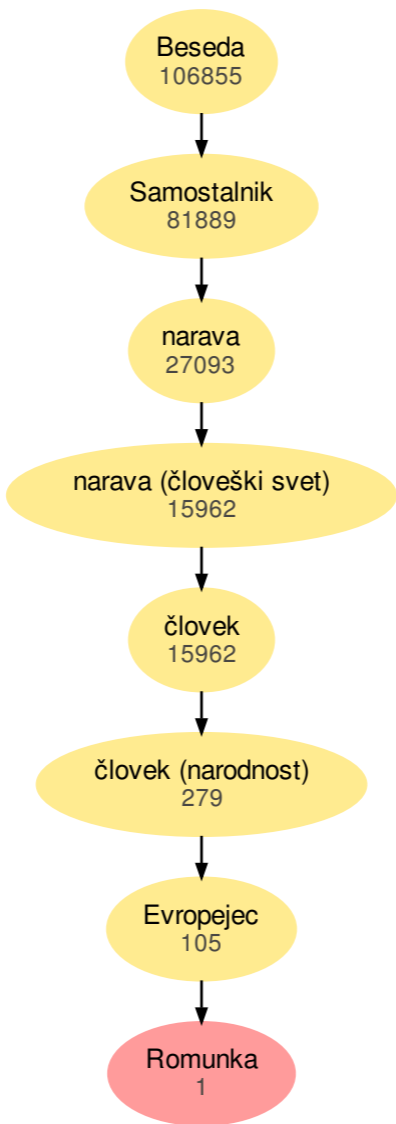 Beseda
106855
Samostalnik
81889
narava
27093
narava (človeški svet)
15962
človek
15962
človek (narodnost)
279
Evropejec
105
Romunka
1